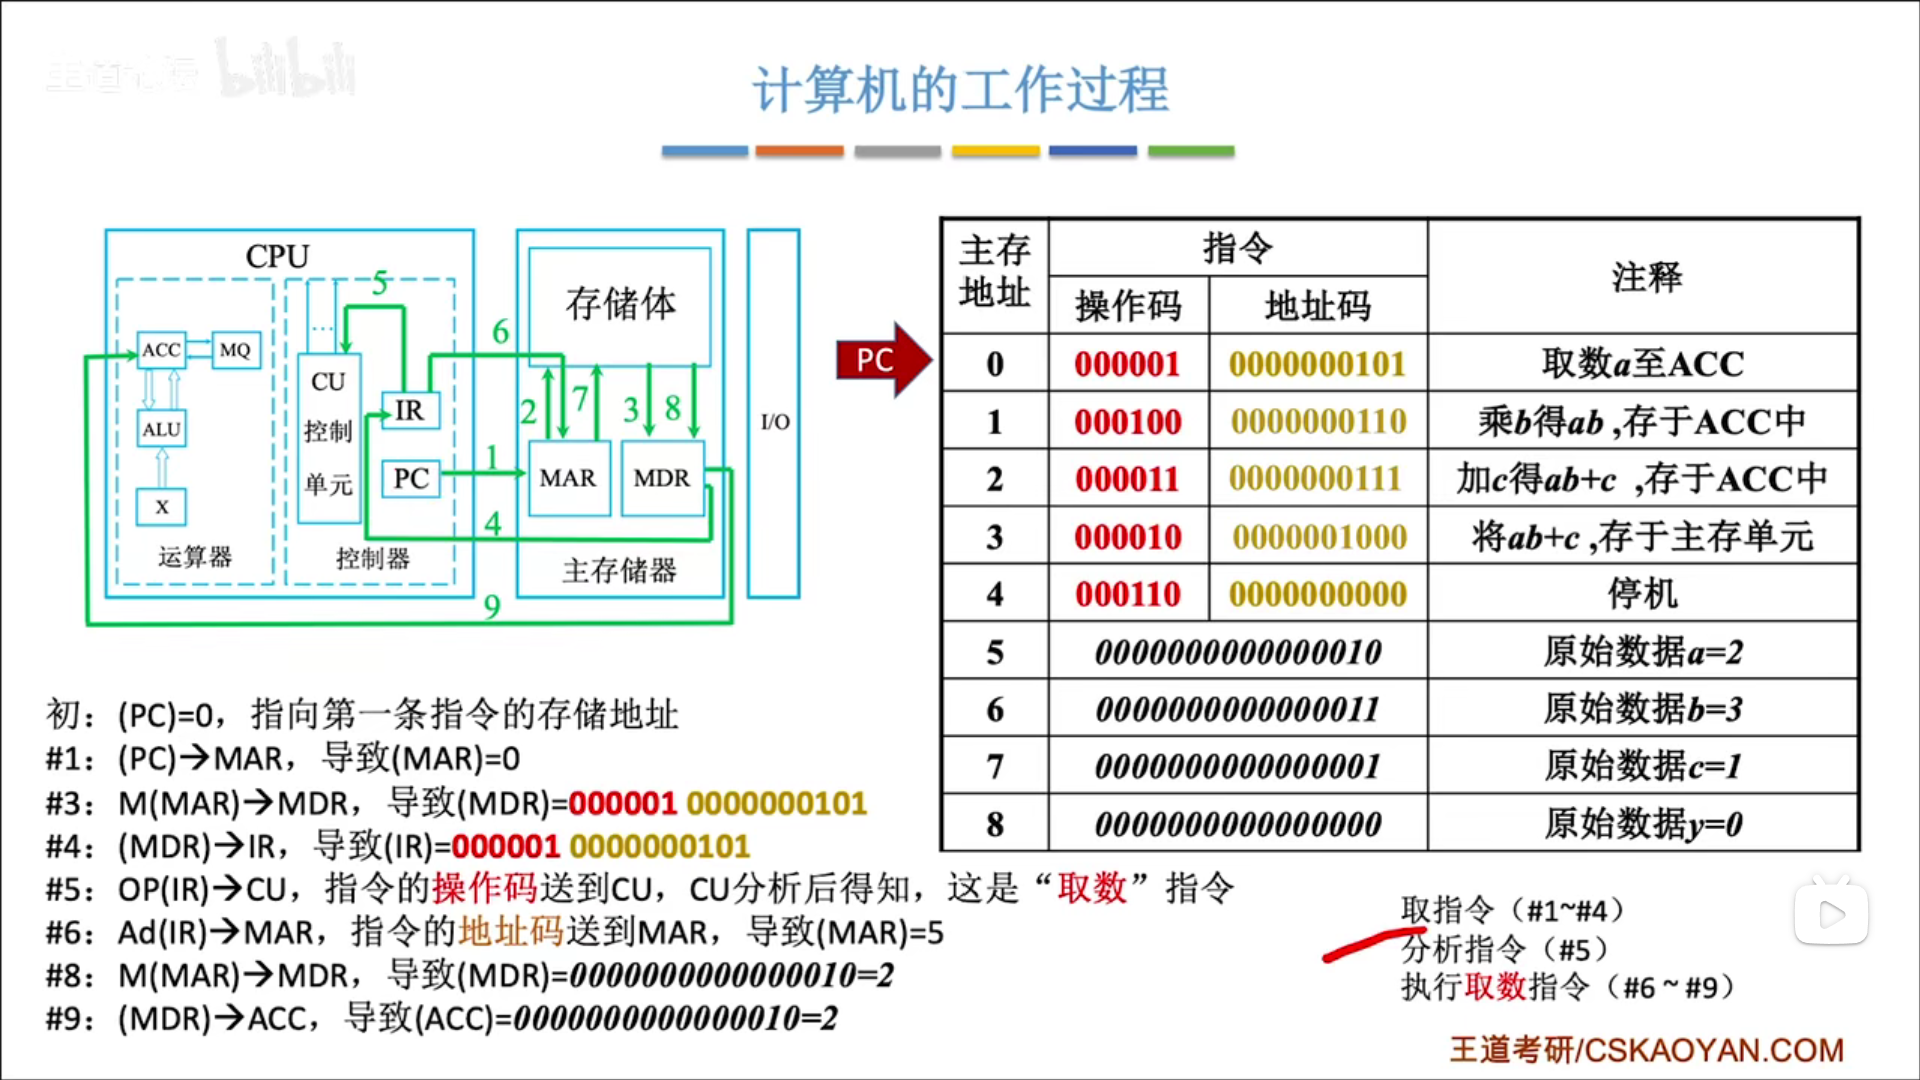 王道论坛 bilibili
计算机的工作过程
CPU
5
6
ACC
MQ
...
CU
控制
单元
IR
PC
ALU
X
运算器
控制器
存储体
2
7
3
8
1
MAR
MDR
4
主存储器
9
I/O
PC
主存地址 指令 注释
操作码 地址码
0 000001 0000000101 取数a至ACC
1 000100 0000000110 乘b得ab ,存于ACC中
2 000011 0000000111 加c得ab+c ,存于ACC中
3 000010 0000001000 将ab+c ,存于主存单元
4 000110 0000000000 停机
5 0000000000000010 原始数据a=2
6 0000000000000011 原始数据b=3
7 0000000000000001 原始数据c=1
8 0000000000000000 原始数据y=0
初：(PC)=0，指向第一条指令的存储地址
#1：(PC)→MAR，导致(MAR)=0
#3：M(MAR)→MDR，导致(MDR)=000001 0000000101
#4：(MDR)→IR，导致(IR)=000001 0000000101
#5：OP(IR)→CU，指令的操作码送到CU，CU分析后得知，这是“取数”指令
#6：Ad(IR)→MAR，指令的地址码送到MAR，导致(MAR)=5
#8：M(MAR)→MDR，导致(MDR)=0000000000000010=2
#9：(MDR)→ACC，导致(ACC)=0000000000000010=2
取指令（#1~#4）
分析指令（#5）
执行取数指令（#6 ~ #9）
王道考研/CSKAOYAN.COM